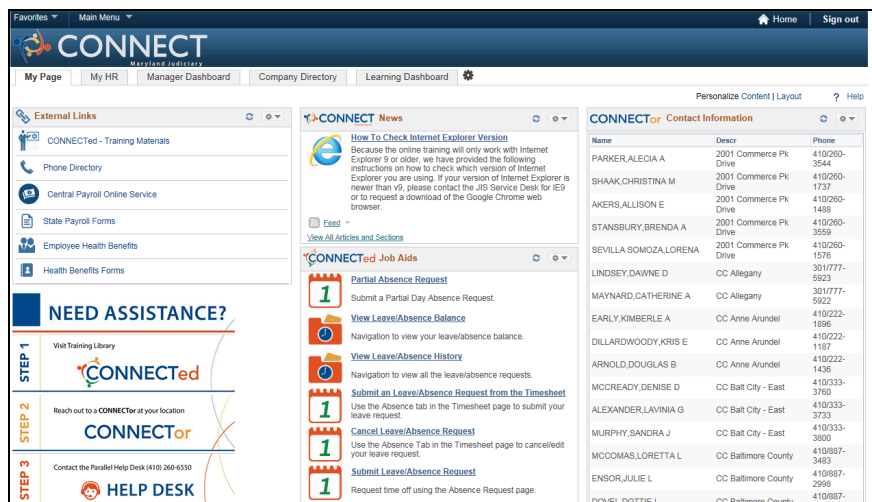 Favorites Main Menu Home Sign out
CONNECT
Maryland Judiciary
My Page My HR Manager Dashboard Company Directory Learning Dashboard
Personalize Content | Layout ? Help
External Links
CONNECTed - Training Materials
Phone Directory
Central Payroll Online Service
State Payroll Forms
Employee Health Benefits
Health Benefits Forms
NEED ASSISTANCE?
STEP 1
Visit Training Library
CONNECTed
STEP 2
Reach out to a CONNECTor at your location
CONNECTor
STEP 3
Contact the Parallel Help Desk (410) 260-6550
HELP DESK
CONNECT News
How To Check Internet Explorer Version
Because the online training will only work with Internet
Explorer 9 or older, we have provided the following
instructions on how to check which version of Internet
Explorer you are using. If your version of Internet Explorer is
newer than v9, please contact the JIS Service Desk for IE9
or to request a download of the Google Chrome web
browser.
Feed
View All Articles and Sections
CONNECTed Job Aids
1
Partial Absence Request
Submit a Partial Day Absence Request.
View Leave/Absence Balance
Navigation to view your leave/absence balance.
View Leave/Absence History
Navigation to view all the leave/absence requests.
1
Submit an Leave/Absence Request from the Timesheet
Use the Absence tab in the Timesheet page to submit your
leave request.
1
Cancel Leave/Absence Request
Use the Absence Tab in the Timesheet page to cancel/edit
your leave request.
1
Submit Leave/Absence Request
Request time off using the Absence Request page.
CONNECTor Contact Information
Name Descr Phone
PARKER,ALECIA A 2001 Commerce Pk Drive 410/260-3544
SHAAK,CHRISTINA M 2001 Commerce Pk Drive 410/260-1737
AKERS,ALLISON E 2001 Commerce Pk Drive 410/260-1488
STANSBURY,BRENDA A 2001 Commerce Pk Drive 410/260-3559
SEVILLA SOMOZA,LORENA 2001 Commerce Pk Drive 410/260-1576
LINDSEY,DAWNE D CC Allegany 301/777-5923
MAYNARD,CATHERINE A CC Allegany 301/777-5922
EARLY,KIMBERLE A CC Anne Arundel 410/222-1896
DILLARDWOODY,KRIS E CC Anne Arundel 410/222-1187
ARNOLD,DOUGLAS B CC Anne Arundel 410/222-1436
MCCREADY,DENISE D CC Balt City - East 410/333-3760
ALEXANDER,LAVINIA G CC Balt City - East 410/333-3733
MURPHY,SANDRA J CC Balt City - East 410/333-3800
MCCOMAS,LORETTA L CC Baltimore County 410/887-3483
ENSOR,JULIE L CC Baltimore County 410/887-2998
DOVEL,DOTTIE L CC Baltimore County 410/887-